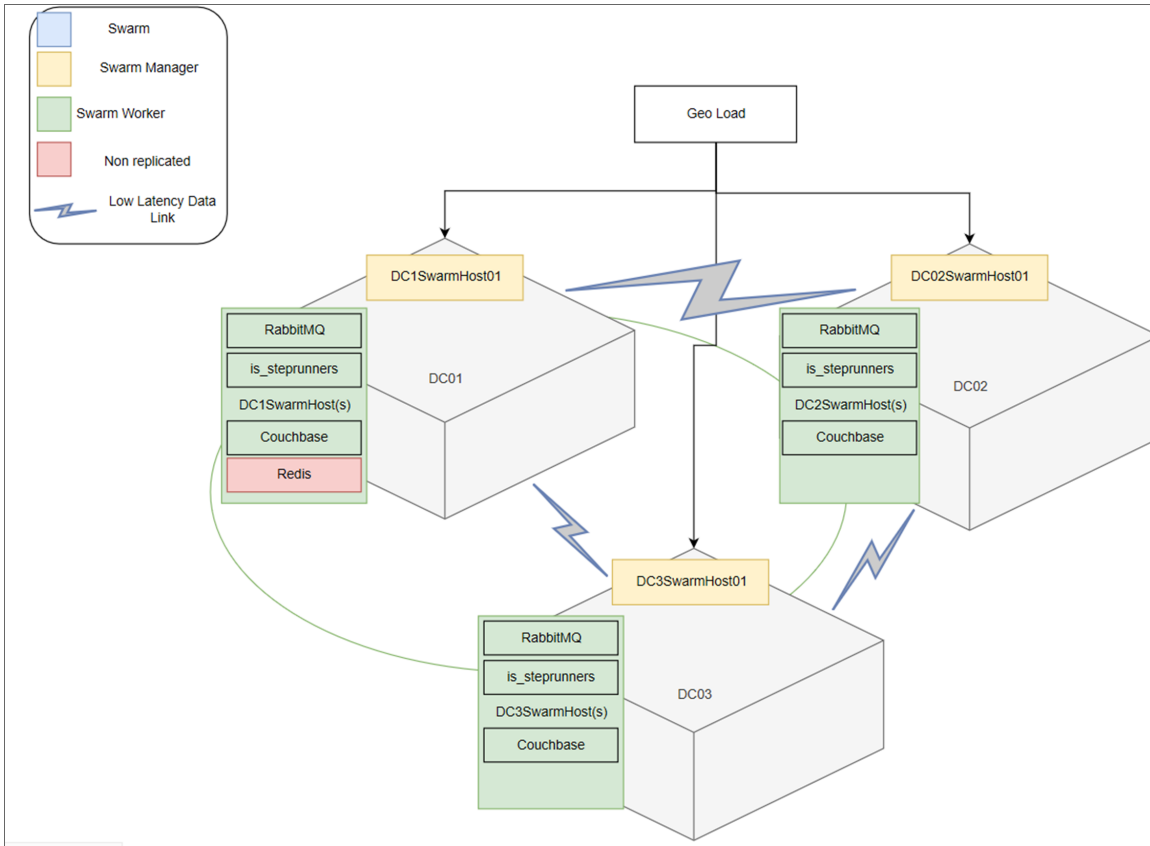 Swarm
Swarm Manager
Swarm Worker
Non replicated
Low Latency Data
Link
Geo Load
DC1SwarmHost01
DC02SwarmHost01
RabbitMQ
is_steprunners
DC1SwarmHost(s)
Couchbase
Redis
DC01
RabbitMQ
is_steprunners
DC2SwarmHost(s)
Couchbase
DC02
DC3SwarmHost01
RabbitMQ
is_steprunners
DC3SwarmHost(s)
Couchbase
DC03